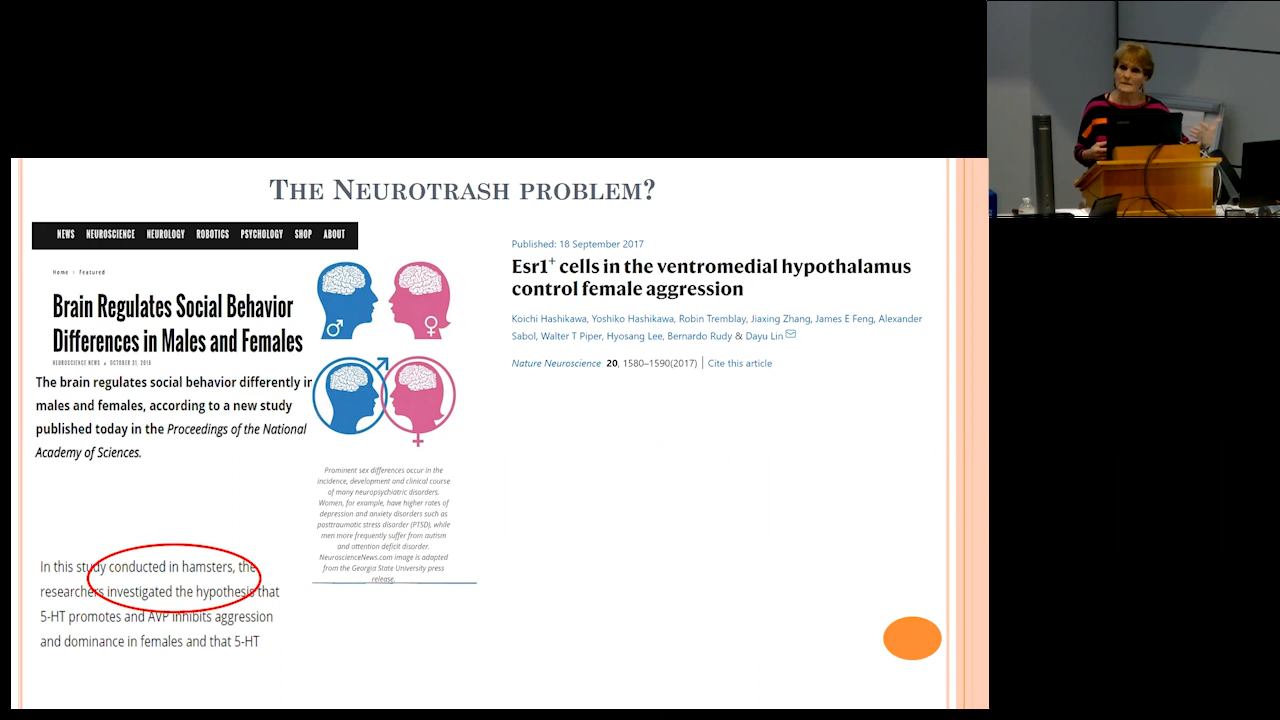 The Neurotrash problem?
NEWS NEUROSCIENCE NEUROLOGY ROBOTICS PSYCHOLOGY SHOP ABOUT
Home › Featured
Brain Regulates Social Behavior
Differences in Males and Females
NEUROSCIENCE NEWS OCTOBER 31, 2016
The brain regulates social behavior differently in
males and females, according to a new study
published today in the Proceedings of the National
Academy of Sciences.
♂ ♀
Prominent sex differences occur in the
incidence, development and clinical course
of many neuropsychiatric disorders.
Women, for example, have higher rates of
depression and anxiety disorders such as
posttraumatic stress disorder (PTSD), while
men more frequently suffer from autism
and attention deficit disorder.
NeuroscienceNews.com image is adapted
from the Georgia State University press
release.
In this study conducted in hamsters, the
researchers investigated the hypothesis that
5-HT promotes and AVP inhibits aggression
and dominance in females and that 5-HT
Published: 18 September 2017
Esr1+ cells in the ventromedial hypothalamus
control female aggression
Koichi Hashikawa, Yoshiko Hashikawa, Robin Tremblay, Jiaxing Zhang, James E Feng, Alexander
Sabol, Walter T Piper, Hyosang Lee, Bernardo Rudy & Dayu Lin
Nature Neuroscience 20, 1580–1590(2017) | Cite this article